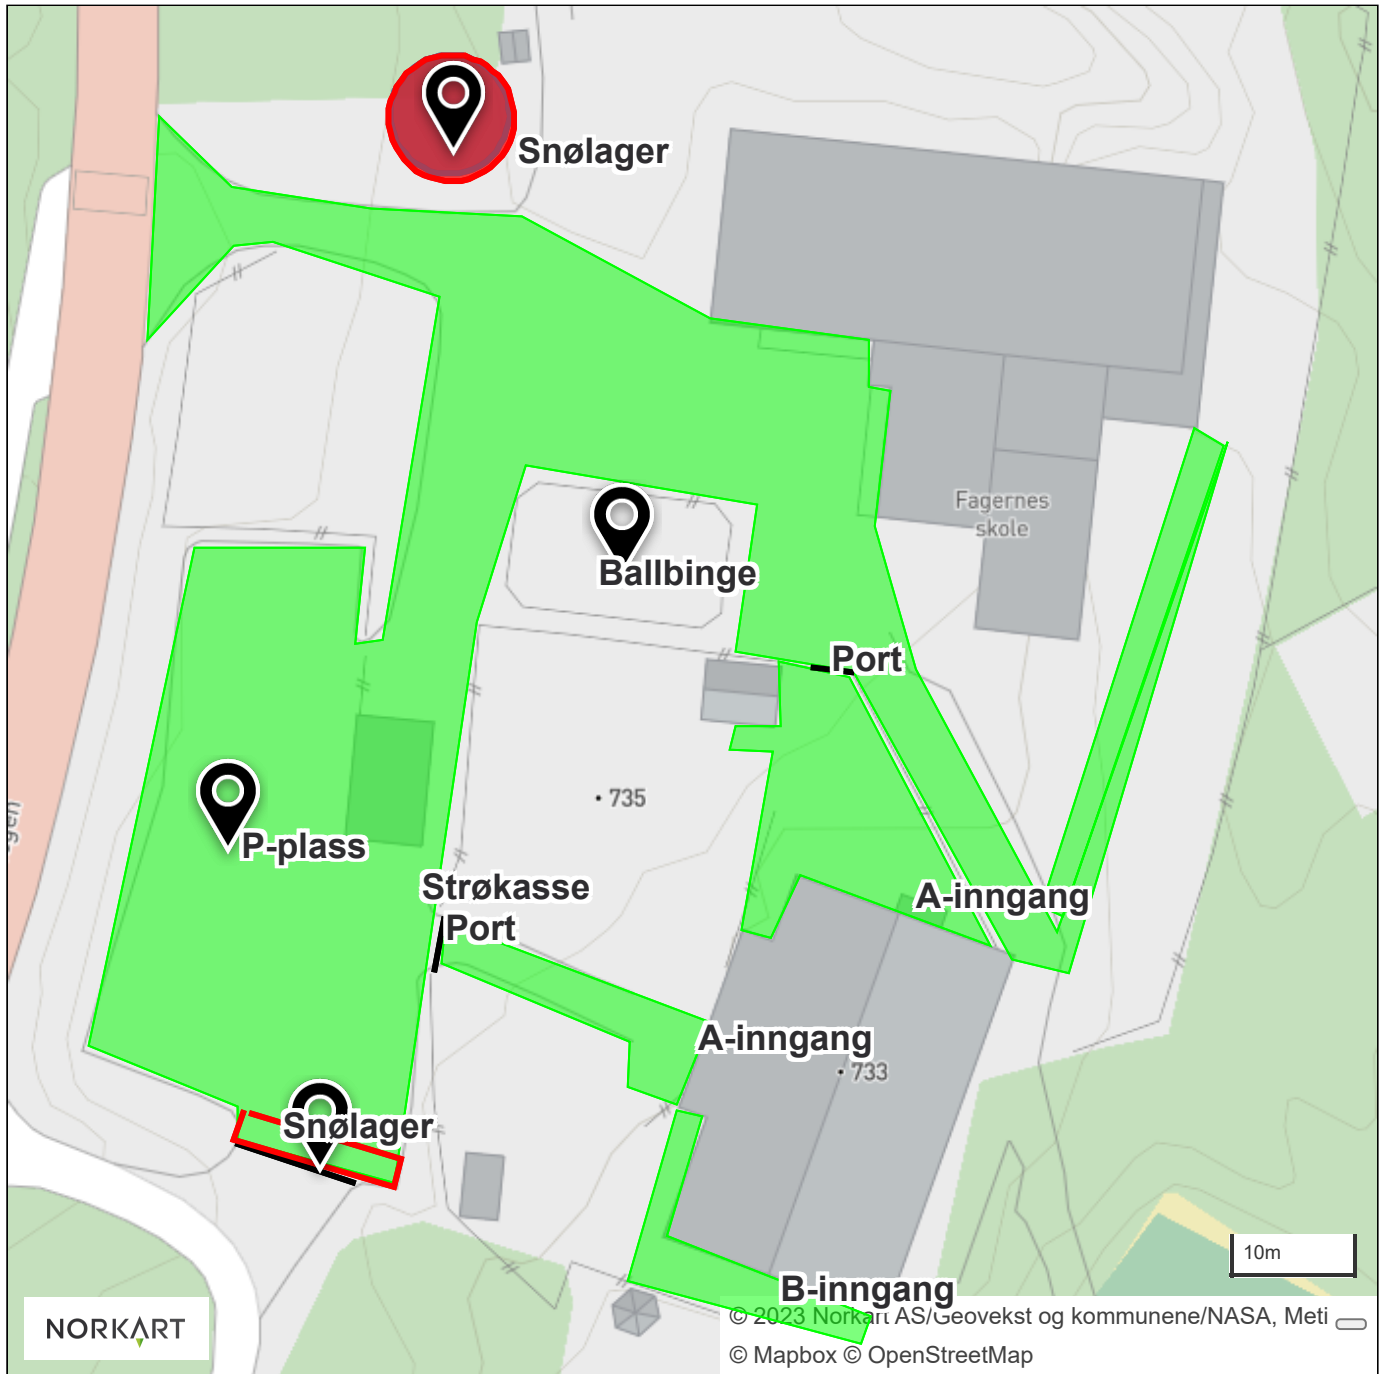 Snølager
Fagernes
skole
Ballbinge
Port
735
P-plass
Strøkasse
Port
A-inngang
A-inngang
733
Snølager
10m
B-inngang
NORKART
© 2023 Norkart AS/Geovekst og kommunene/NASA, Meti
© Mapbox © OpenStreetMap